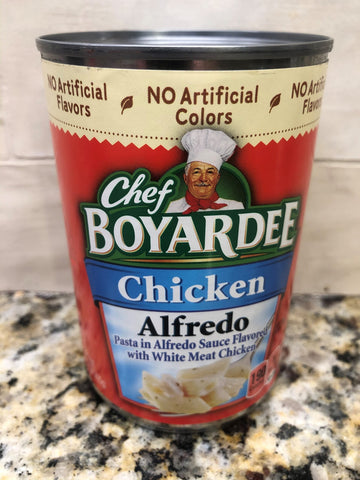 NO Artificial
Flavors
NO Artificial
Colors
NO Artificial
Flavors
Chef
BOYARDEE
Chicken
Alfredo
Pasta in Alfredo Sauce Flavored
with White Meat Chicken